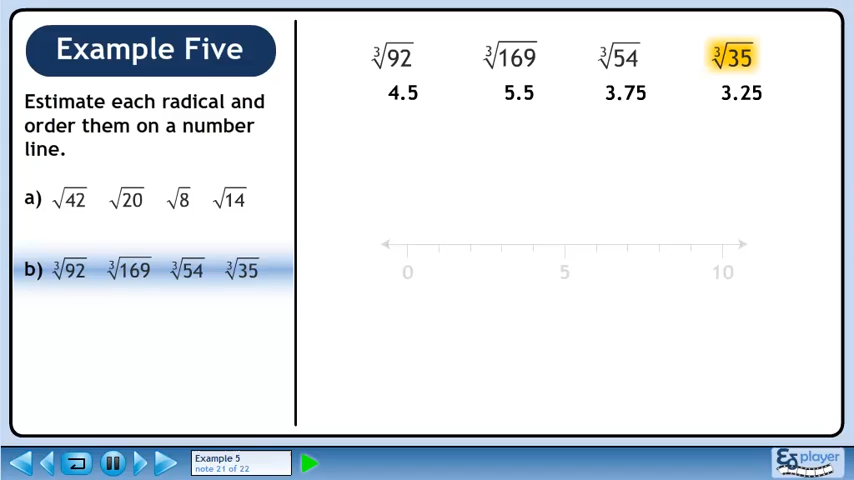 Example Five
Estimate each radical and
order them on a number
line.
a) √42 √20 √8 √14
b) ∛92 ∛169 ∛54 ∛35
∛92 ∛169 ∛54 ∛35
4.5 5.5 3.75 3.25
0 5 10
Example 5
note 21 of 22
player